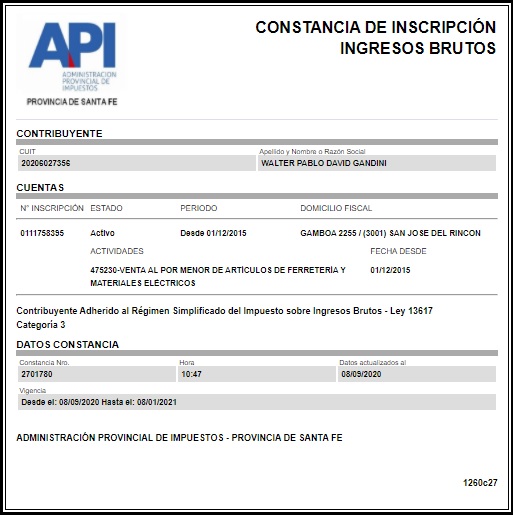 CONSTANCIA DE INSCRIPCIÓN
INGRESOS BRUTOS
API
ADMINISTRACION
PROVINCIAL DE
IMPUESTOS
PROVINCIA DE SANTA FE
CONTRIBUYENTE
CUIT Apellido y Nombre o Razón Social
20206027356 WALTER PABLO DAVID GANDINI
CUENTAS
N° INSCRIPCIÓN ESTADO PERIODO DOMICILIO FISCAL
0111758395 Activo Desde 01/12/2015 GAMBOA 2255 / (3001) SAN JOSE DEL RINCON
ACTIVIDADES FECHA DESDE
475230-VENTA AL POR MENOR DE ARTÍCULOS DE FERRETERÍA Y 01/12/2015
MATERIALES ELÉCTRICOS
Contribuyente Adherido al Régimen Simplificado del Impuesto sobre Ingresos Brutos - Ley 13617
Categoría 3
DATOS CONSTANCIA
Constancia Nro. Hora Datos actualizados al
2701780 10:47 08/09/2020
Vigencia
Desde el: 08/09/2020 Hasta el: 08/01/2021
ADMINISTRACIÓN PROVINCIAL DE IMPUESTOS - PROVINCIA DE SANTA FE
1260c27